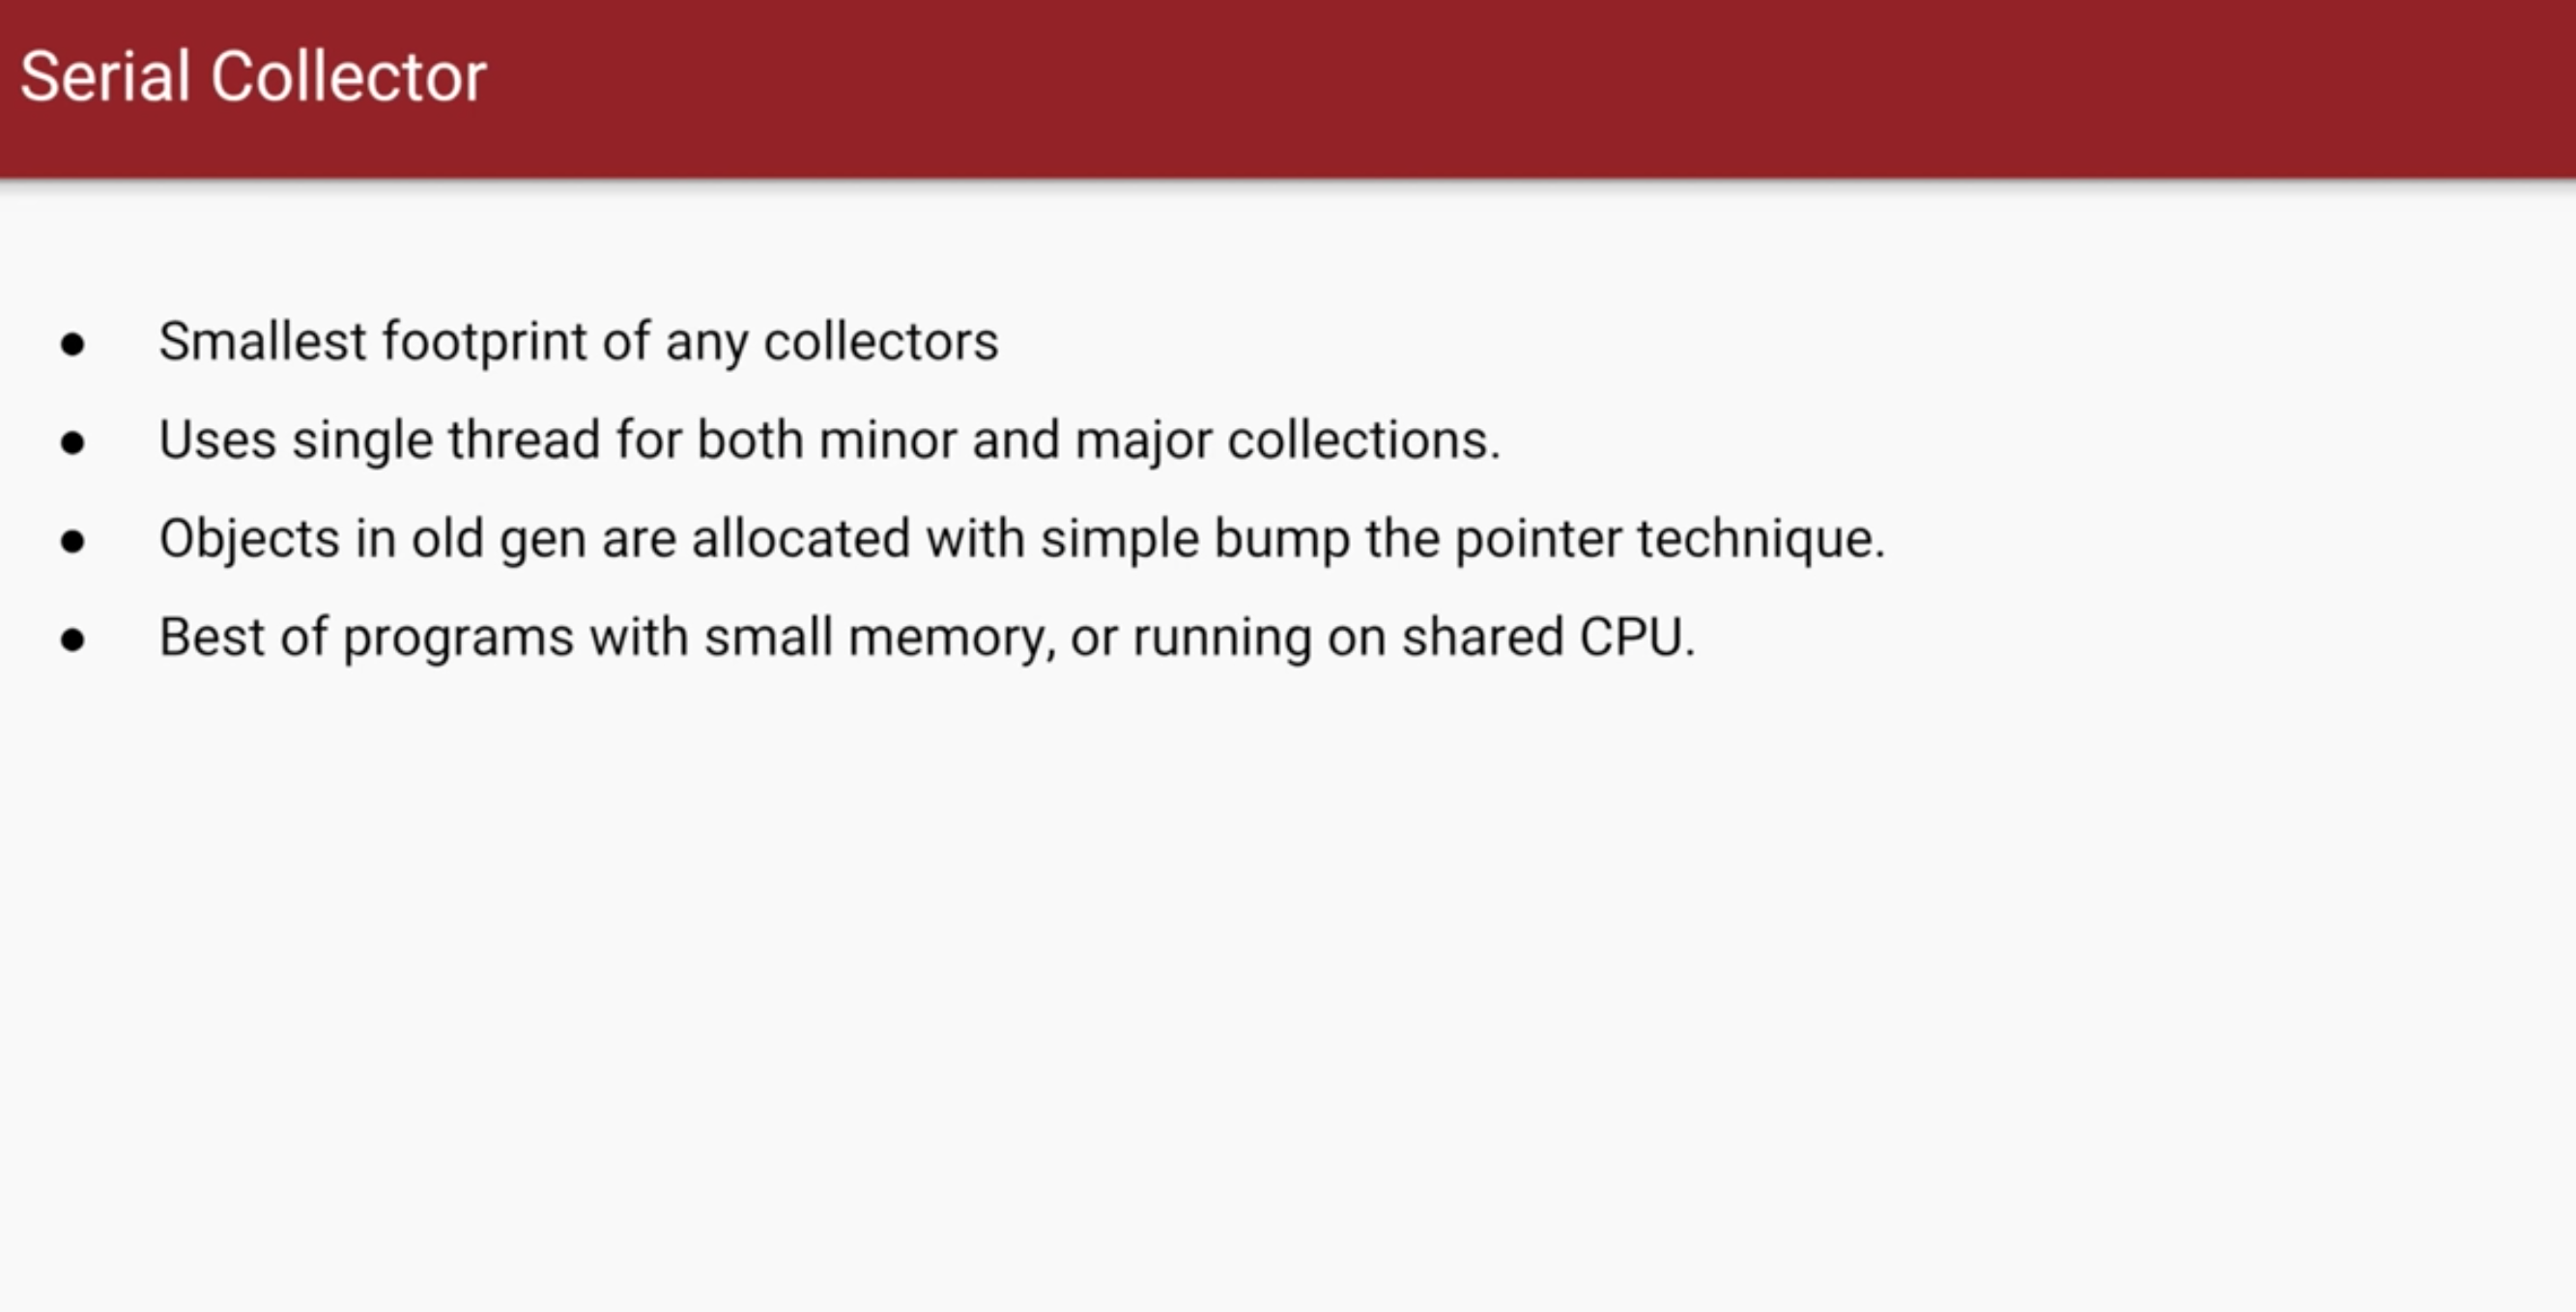 Serial Collector
● Smallest footprint of any collectors
● Uses single thread for both minor and major collections.
● Objects in old gen are allocated with simple bump the pointer technique.
● Best of programs with small memory, or running on shared CPU.